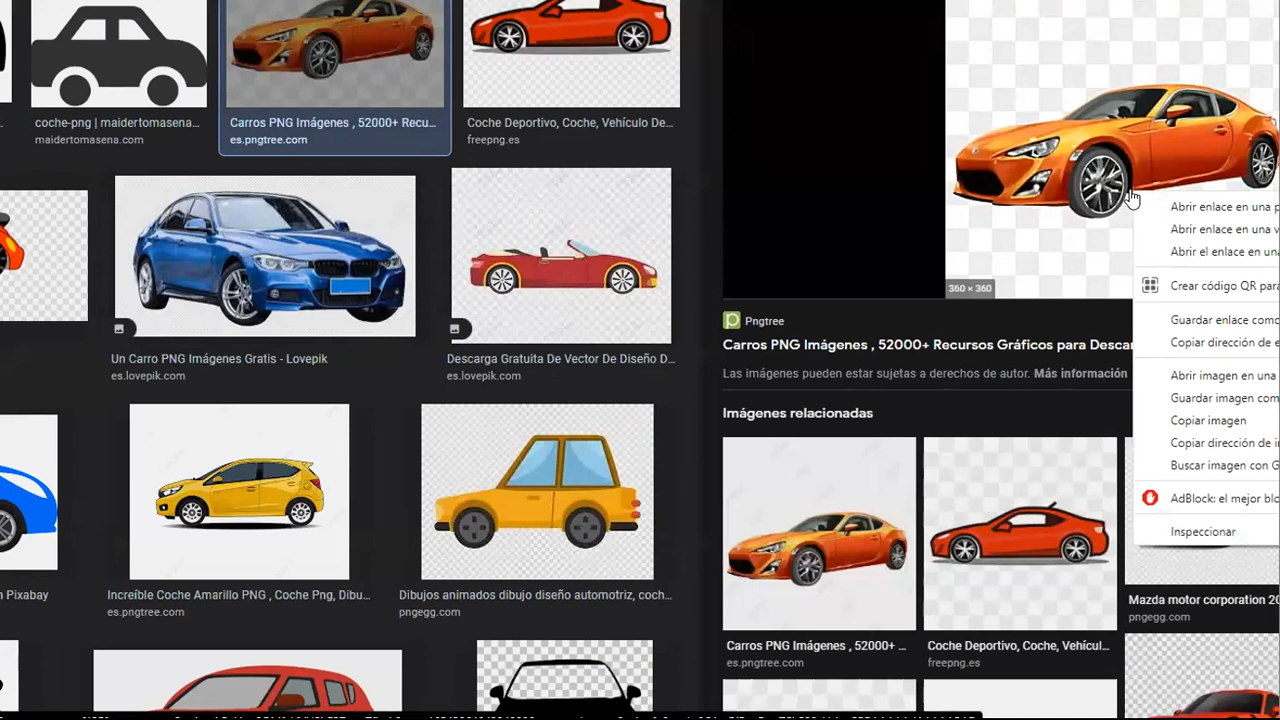 coche-png | maidertomasena...
maidertomasena.com
Carros PNG Imágenes , 52000+ Recu...
es.pngtree.com
Coche Deportivo, Coche, Vehículo De...
freepng.es
Un Carro PNG Imágenes Gratis - Lovepik
es.lovepik.com
Descarga Gratuita De Vector De Diseño D...
es.lovepik.com
Pixabay
Increíble Coche Amarillo PNG , Coche Png, Dibu...
es.pngtree.com
Dibujos animados dibujo diseño automotriz, coch...
pngegg.com
360 × 360
Pngtree
Carros PNG Imágenes , 52000+ Recursos Gráficos para Descar
Las imágenes pueden estar sujetas a derechos de autor. Más información
Imágenes relacionadas
Carros PNG Imágenes , 52000+ ...
es.pngtree.com
Coche Deportivo, Coche, Vehícul...
freepng.es
Mazda motor corporation 20
pngegg.com
Abrir enlace en una p
Abrir enlace en una v
Abrir el enlace en una
Crear código QR para
Guardar enlace como
Copiar dirección de e
Abrir imagen en una
Guardar imagen com
Copiar imagen
Copiar dirección de i
Buscar imagen con G
AdBlock: el mejor blo
Inspeccionar